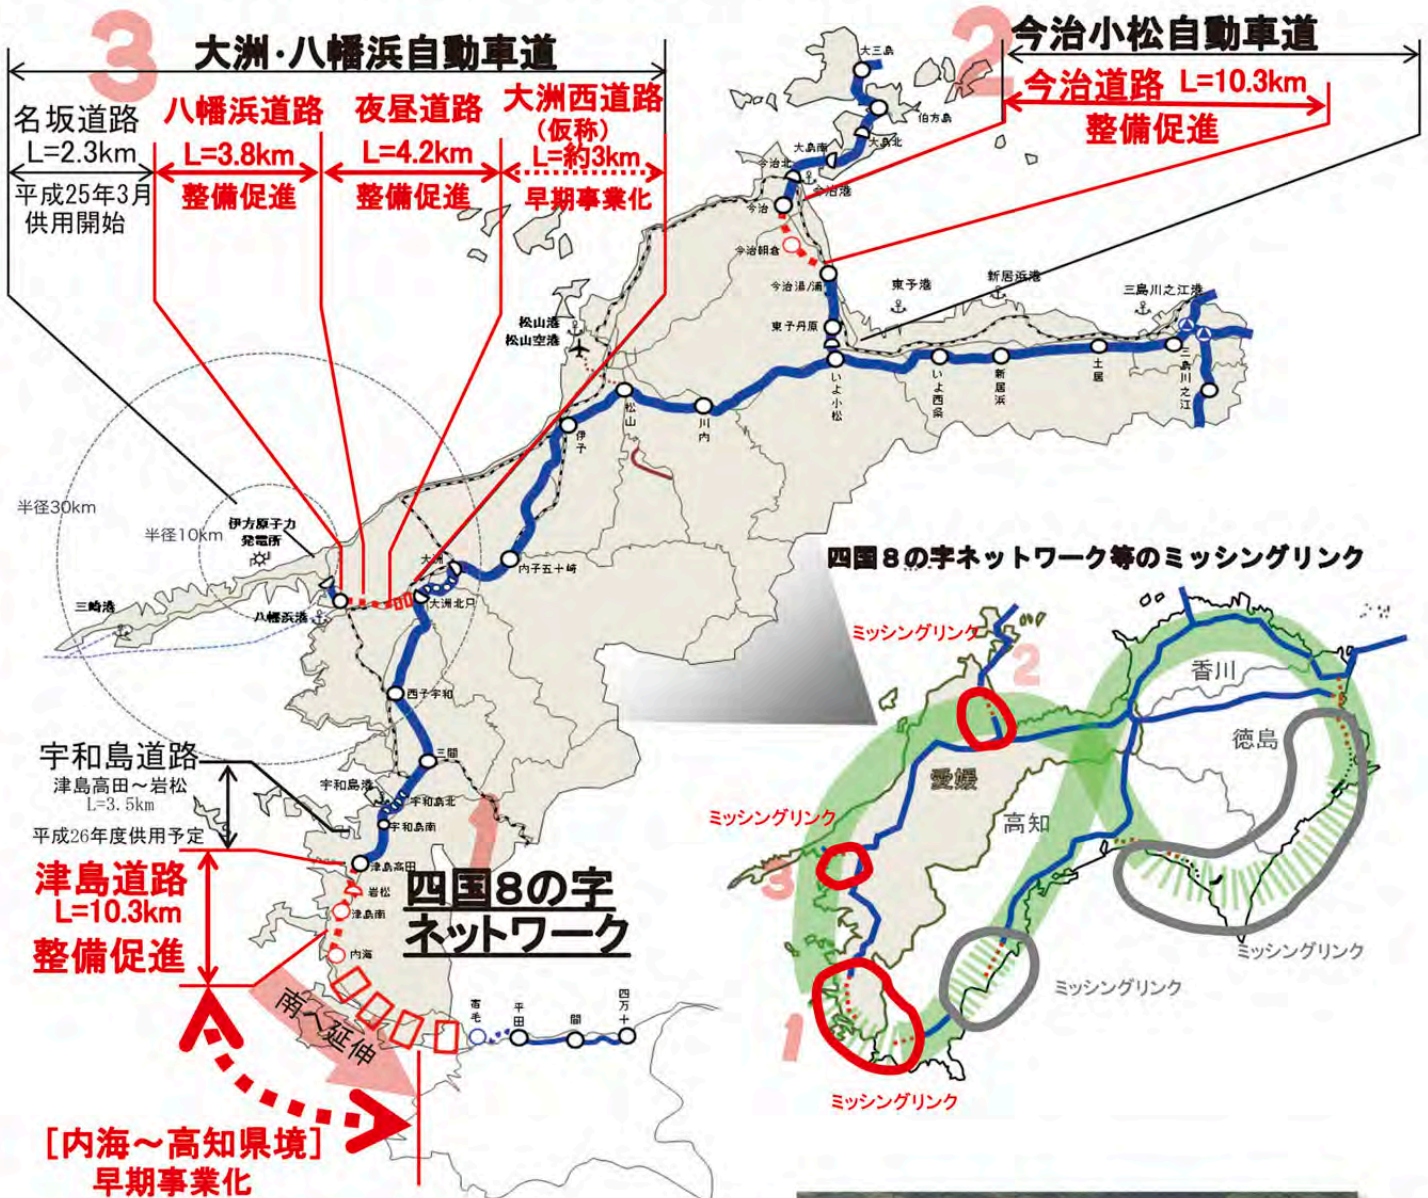 3
大洲・八幡浜自動車道
名坂道路
L=2.3km
平成25年3月
供用開始
八幡浜道路
L=3.8km
整備促進
夜昼道路
L=4.2km
整備促進
大洲西道路
(仮称)
L=約3km
早期事業化
2
今治小松自動車道
今治道路 L=10.3km
整備促進
大三島
伯方島
大島北
大島南
今治北
今治港
今治
今治朝倉
今治湯ノ浦
東予港
新居浜港
三島川之江港
東予丹原
いよ小松
いよ西条
新居浜
土居
三島川之江
松山港
松山空港
松山
川内
伊予
半径30km
半径10km
伊方原子力
発電所
三崎港
八幡浜港
大洲
内子五十崎
大洲北只
西予宇和
三間
宇和島港
宇和島北
宇和島南
津島高田
岩松
津島南
内海
宇和島道路
津島高田~岩松
L=3.5km
平成26年度供用予定
津島道路
L=10.3km
整備促進
1
四国8の字
ネットワーク
南へ延伸
宿毛
平田
間
四万十
[内海~高知県境]
早期事業化
四国8の字ネットワーク等のミッシングリンク
ミッシングリンク
2
香川
徳島
愛媛
高知
ミッシングリンク
3
ミッシングリンク
ミッシングリンク
1
ミッシングリンク